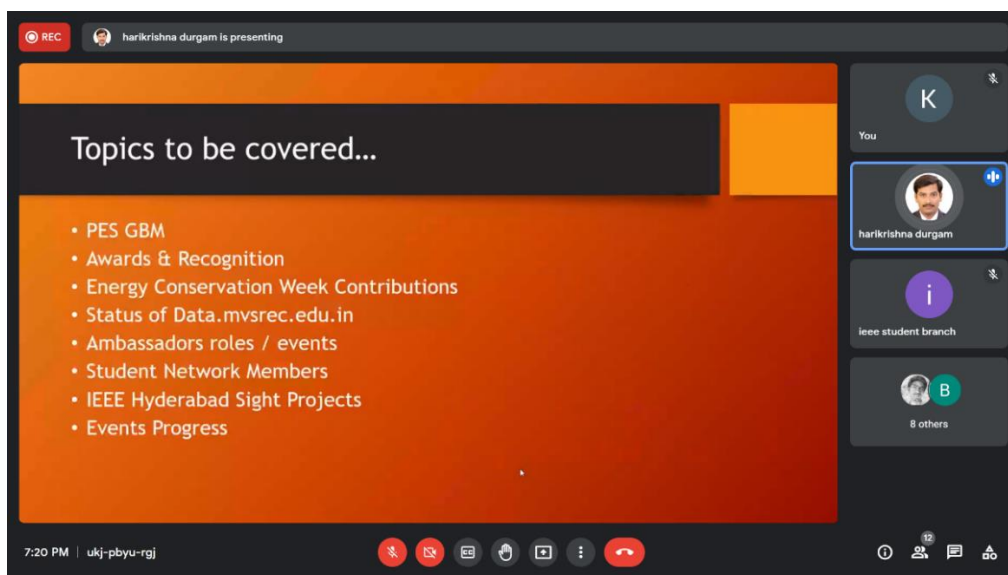 REC
harikrishna durgam is presenting
Topics to be covered...
• PES GBM
• Awards & Recognition
• Energy Conservation Week Contributions
• Status of Data.mvsrec.edu.in
• Ambassadors roles / events
• Student Network Members
• IEEE Hyderabad Sight Projects
• Events Progress
K
You
harikrishna durgam
i
ieee student branch
B
8 others
7:20 PM | ukj-pbyu-rgj
CC
12